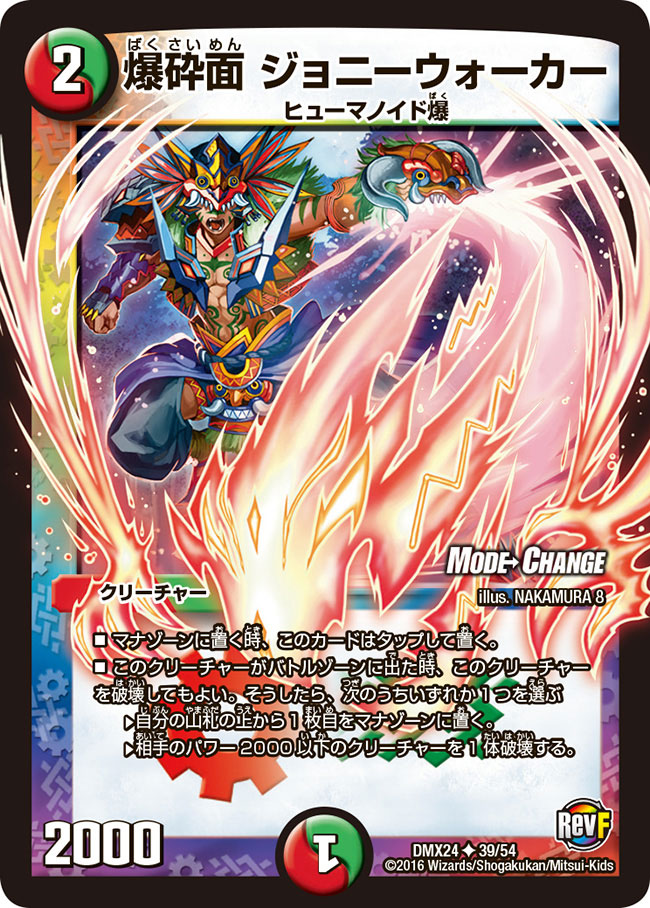 2
ばくさいめん
爆砕面 ジョニーウォーカー
ばく
ヒューマノイド爆
MODE CHANGE
クリーチャー
illus. NAKAMURA 8
■ マナゾーンに置く時、このカードはタップして置く。
■ このクリーチャーがバトルゾーンに出た時、このクリーチャー
を破壊してもよい。そうしたら、次のうちいずれか1つを選ぶ
▶自分の山札の上から1枚目をマナゾーンに置く。
▶相手のパワー2000以下のクリーチャーを1体破壊する。
2000
1
RevF
DMX24 39/54
©2016 Wizards/Shogakukan/Mitsui-Kids